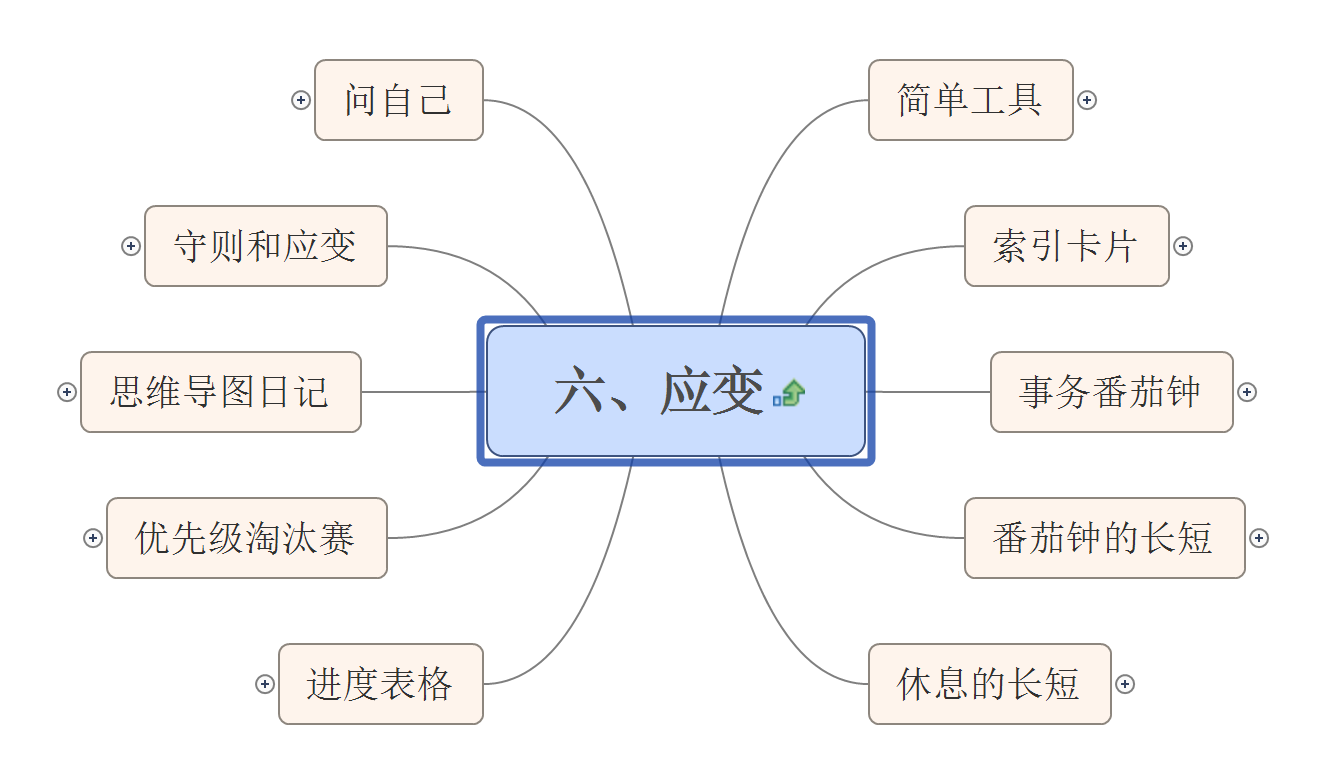 问自己
简单工具
守则和应变
索引卡片
六、应变
思维导图日记
事务番茄钟
优先级淘汰赛
番茄钟的长短
进度表格
休息的长短